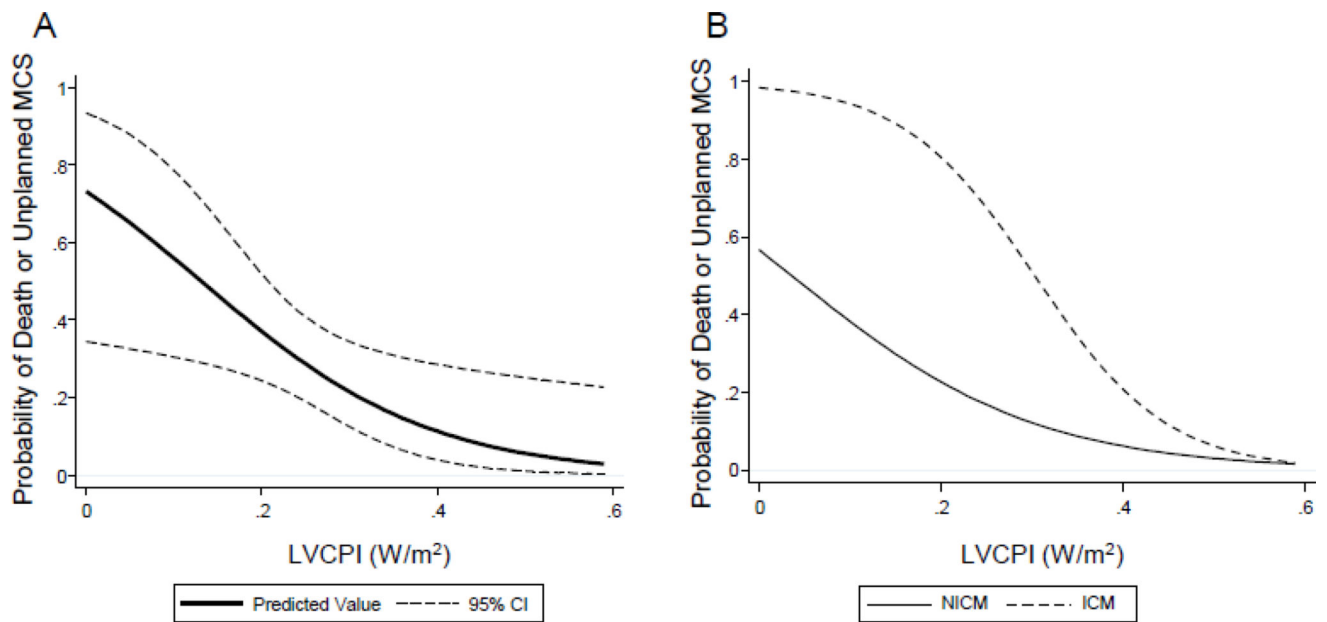 A
Probability of Death or Unplanned MCS
1
.8
.6
.4
.2
0
0 .2 .4 .6
LVCPI (W/m²)
Predicted Value 95% CI
B
Probability of Death or Unplanned MCS
1
.8
.6
.4
.2
0
0 .2 .4 .6
LVCPI (W/m²)
NICM ICM